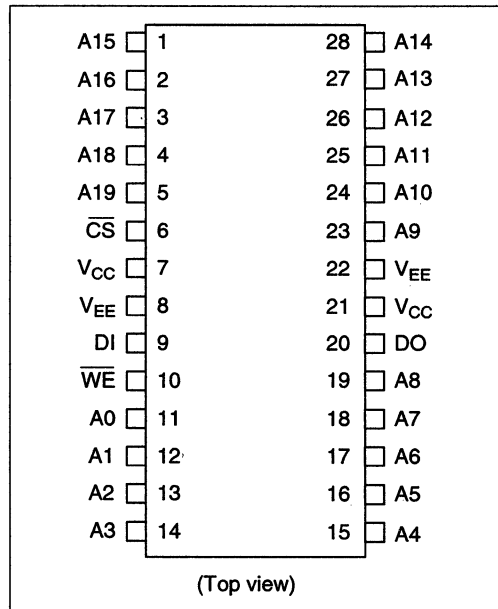 A15 1 28 A14
A16 2 27 A13
A17 3 26 A12
A18 4 25 A11
A19 5 24 A10
C̅S̅ 6 23 A9
VCC 7 22 VEE
VEE 8 21 VCC
DI 9 20 DO
W̅E̅ 10 19 A8
A0 11 18 A7
A1 12 17 A6
A2 13 16 A5
A3 14 15 A4
(Top view)